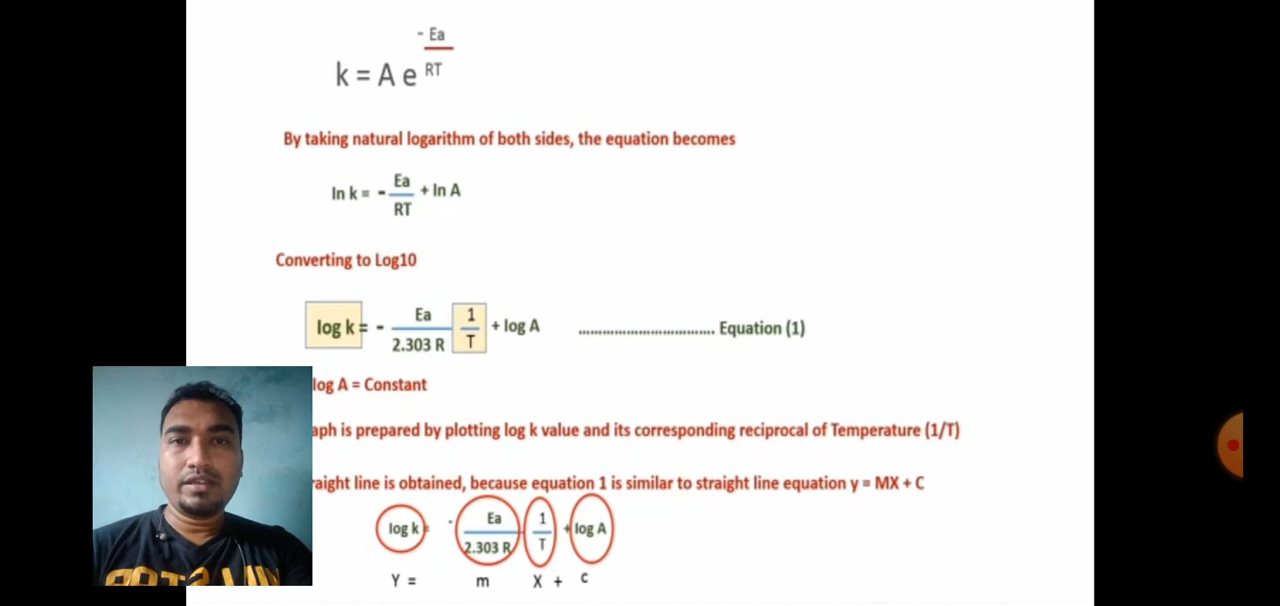 - Ea
k = A e RT
By taking natural logarithm of both sides, the equation becomes
ln k = - Ea + ln A
RT
Converting to Log10
log k = - Ea 1 + log A ................................ Equation (1)
2.303 R T
log A = Constant
aph is prepared by plotting log k value and its corresponding reciprocal of Temperature (1/T)
raight line is obtained, because equation 1 is similar to straight line equation y = MX + C
log k = - Ea 1 + log A
2.303 R T
Y = m X + C